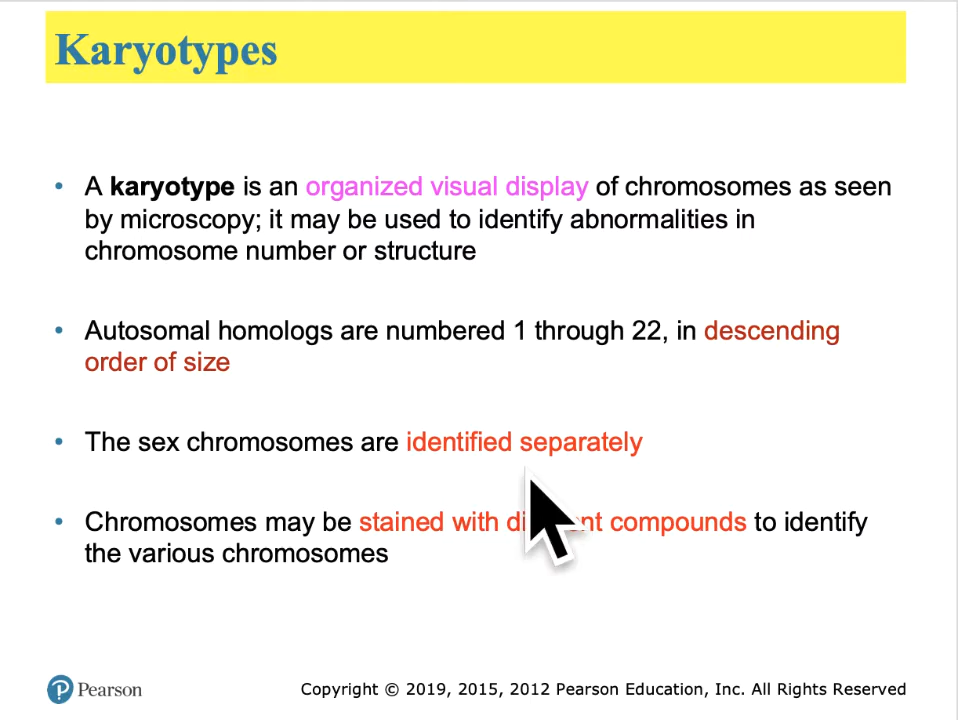 Karyotypes
• A karyotype is an organized visual display of chromosomes as seen
by microscopy; it may be used to identify abnormalities in
chromosome number or structure
• Autosomal homologs are numbered 1 through 22, in descending
order of size
• The sex chromosomes are identified separately
• Chromosomes may be stained with compounds to identify
the various chromosomes
Pearson
Copyright © 2019, 2015, 2012 Pearson Education, Inc. All Rights Reserved